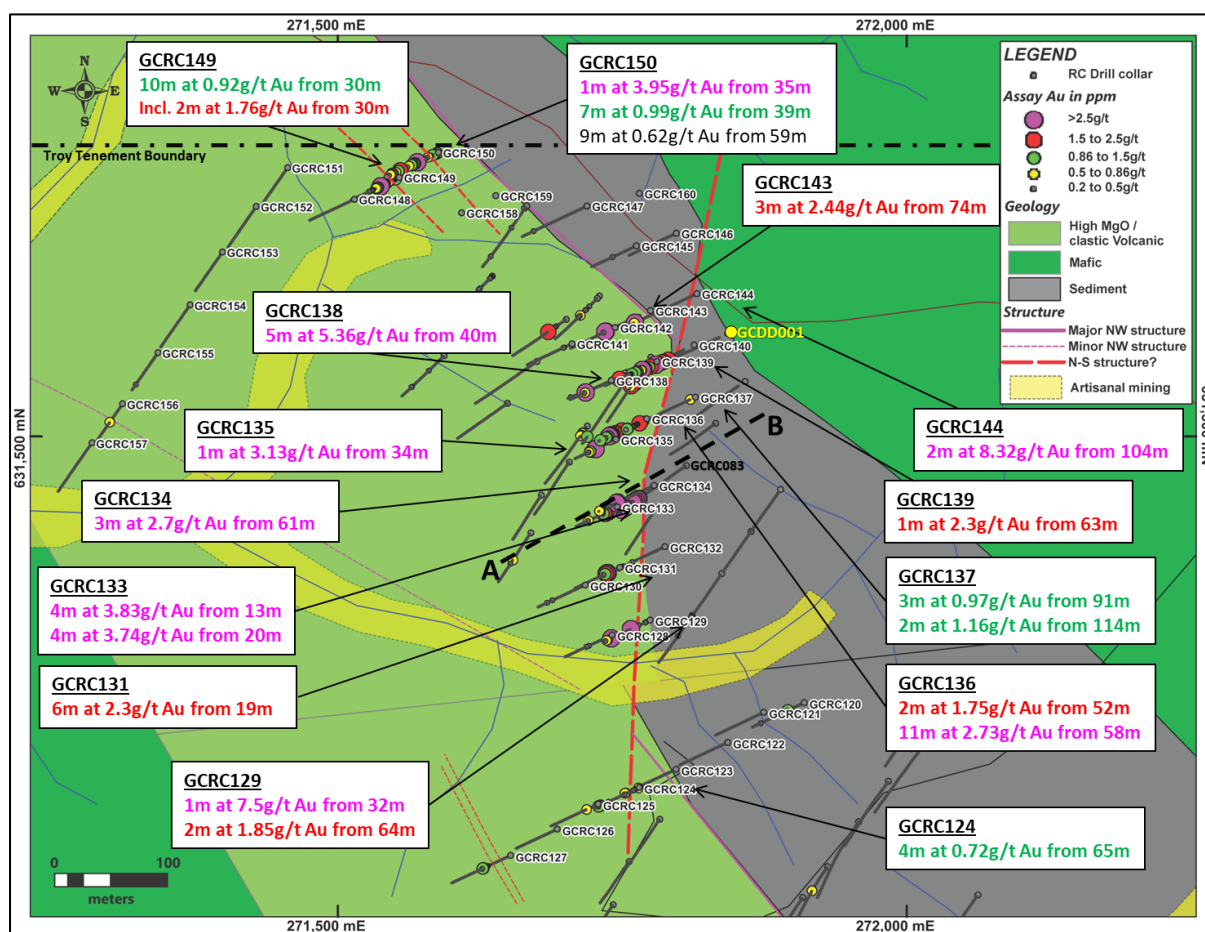 271,500 mE
272,000 mE
N
W E
S
GCRC149
10m at 0.92g/t Au from 30m
Incl. 2m at 1.76g/t Au from 30m
GCRC150
1m at 3.95g/t Au from 35m
7m at 0.99g/t Au from 39m
9m at 0.62g/t Au from 59m
LEGEND
RC Drill collar
Assay Au in ppm
>2.5g/t
1.5 to 2.5g/t
0.86 to 1.5g/t
0.5 to 0.86g/t
0.2 to 0.5g/t
Geology
High MgO /
clastic Volcanic
Mafic
Sediment
Structure
Major NW structure
Minor NW structure
N-S structure?
Artisanal mining
Troy Tenement Boundary
GCRC143
3m at 2.44g/t Au from 74m
GCRC150
GCRC151
GCRC149
GCRC148
GCRC152
GCRC159
GCRC160
GCRC158
GCRC147
GCRC146
GCRC145
GCRC153
GCRC154
GCRC144
GCRC143
GCRC138
5m at 5.36g/t Au from 40m
GCRC142
GCDD001
GCRC141
GCRC140
GCRC155
GCRC139
GCRC138
GCRC137
GCRC156
GCRC136
GCRC157
GCRC135
B
GCRC135
1m at 3.13g/t Au from 34m
GCRC144
2m at 8.32g/t Au from 104m
631,500 mN
GCRC083
GCRC134
GCRC134
3m at 2.7g/t Au from 61m
GCRC133
GCRC139
1m at 2.3g/t Au from 63m
GCRC132
A
GCRC131
GCRC130
GCRC133
4m at 3.83g/t Au from 13m
4m at 3.74g/t Au from 20m
GCRC137
3m at 0.97g/t Au from 91m
2m at 1.16g/t Au from 114m
GCRC129
GCRC128
GCRC131
6m at 2.3g/t Au from 19m
GCRC136
2m at 1.75g/t Au from 52m
11m at 2.73g/t Au from 58m
GCRC120
GCRC121
GCRC122
GCRC123
GCRC129
1m at 7.5g/t Au from 32m
2m at 1.85g/t Au from 64m
GCRC124
GCRC125
GCRC126
GCRC127
GCRC124
4m at 0.72g/t Au from 65m
0 100
meters
271,500 mE
272,000 mE